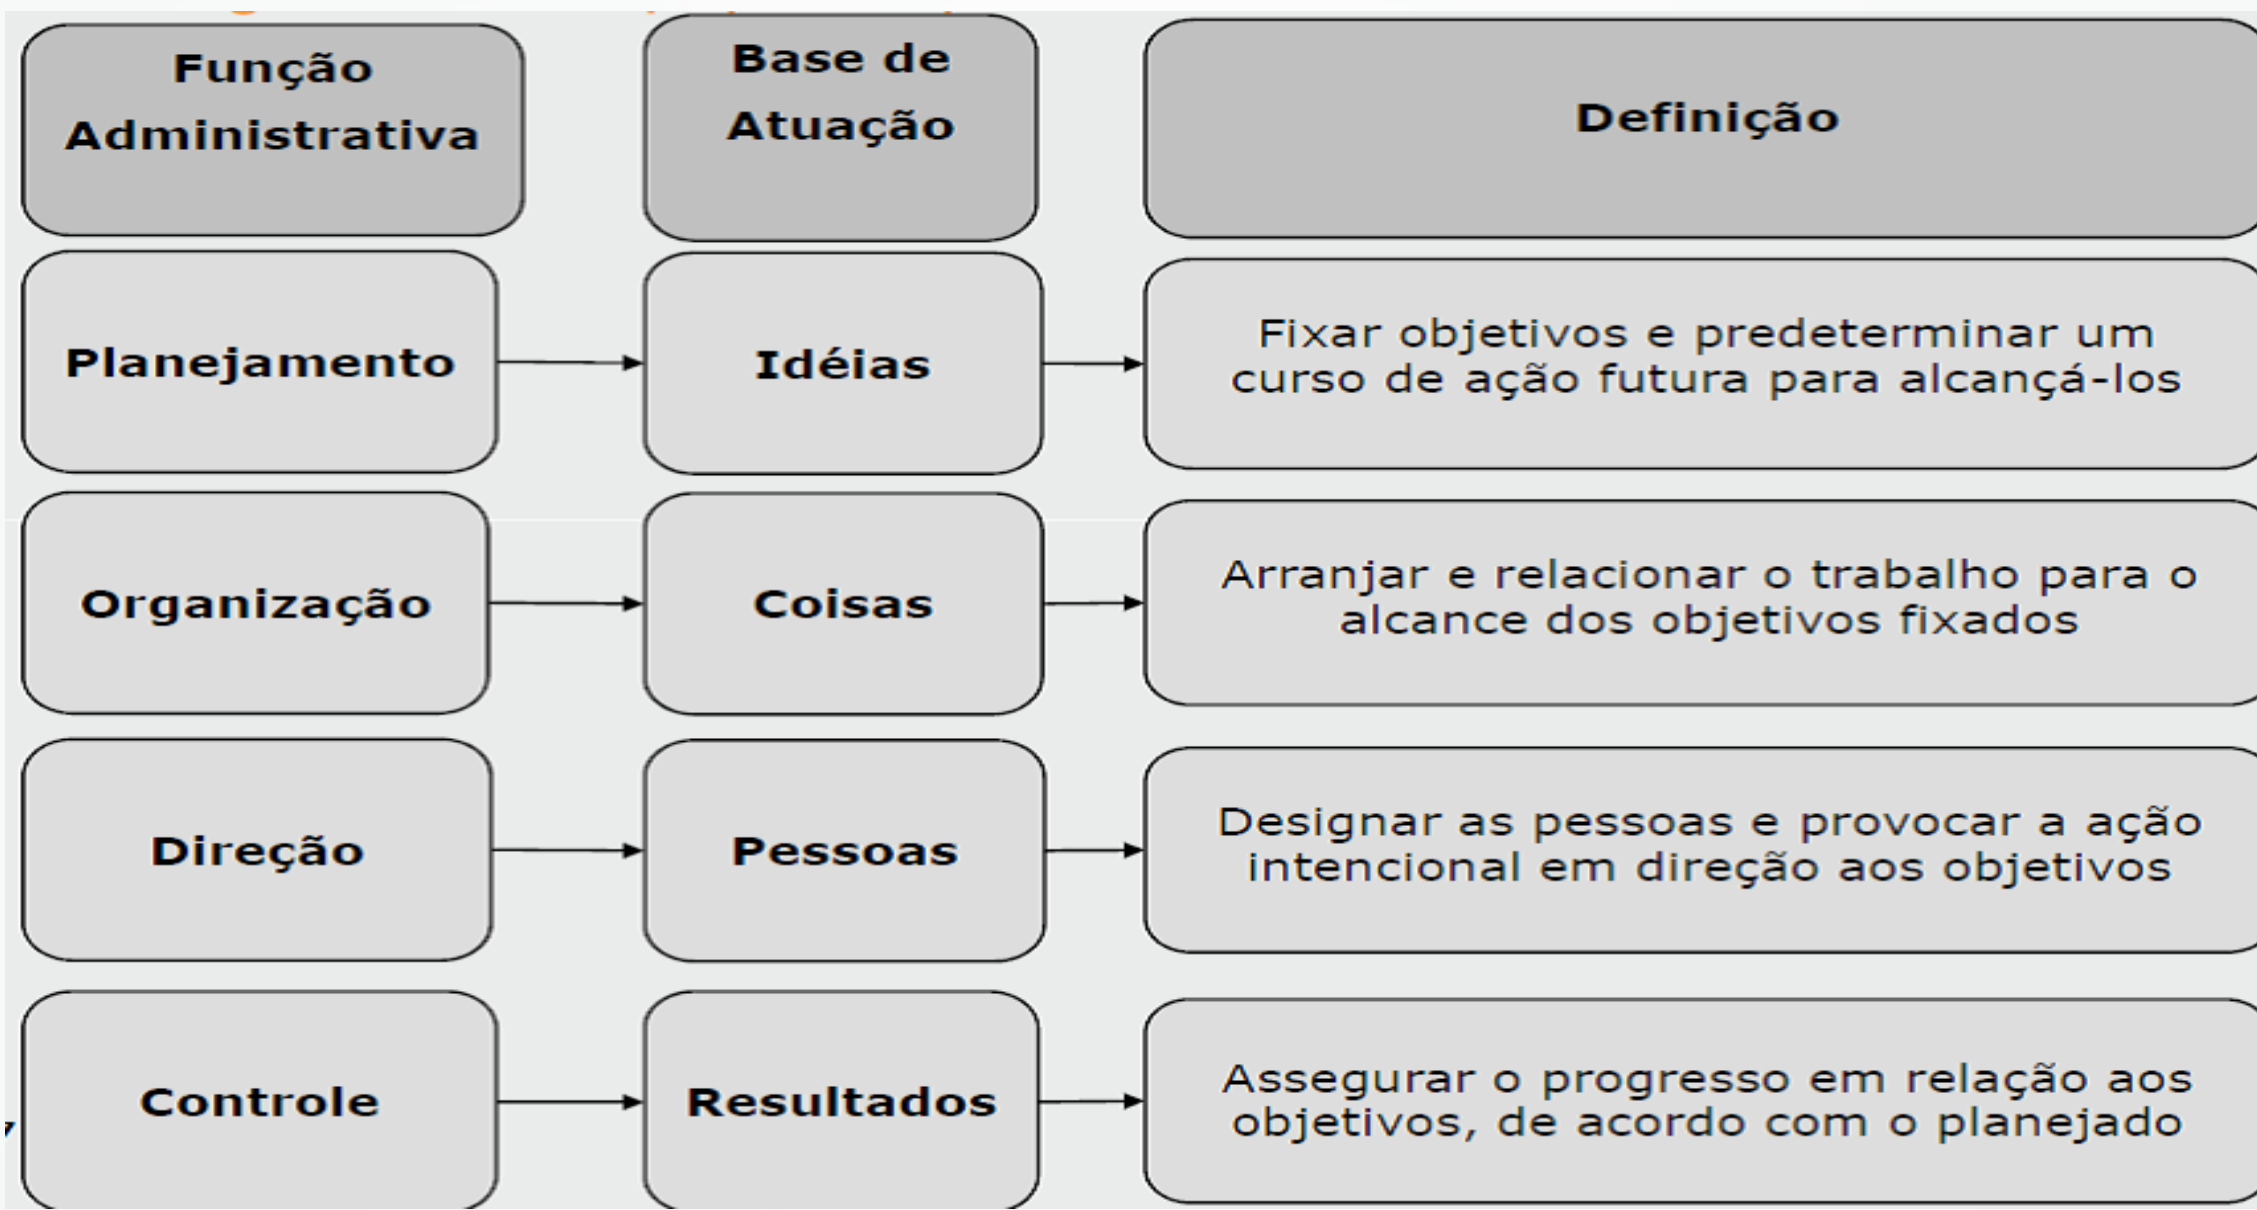 Função
Administrativa
Base de
Atuação
Definição
Planejamento
Idéias
Fixar objetivos e predeterminar um
curso de ação futura para alcançá-los
Organização
Coisas
Arranjar e relacionar o trabalho para o
alcance dos objetivos fixados
Direção
Pessoas
Designar as pessoas e provocar a ação
intencional em direção aos objetivos
Controle
Resultados
Assegurar o progresso em relação aos
objetivos, de acordo com o planejado